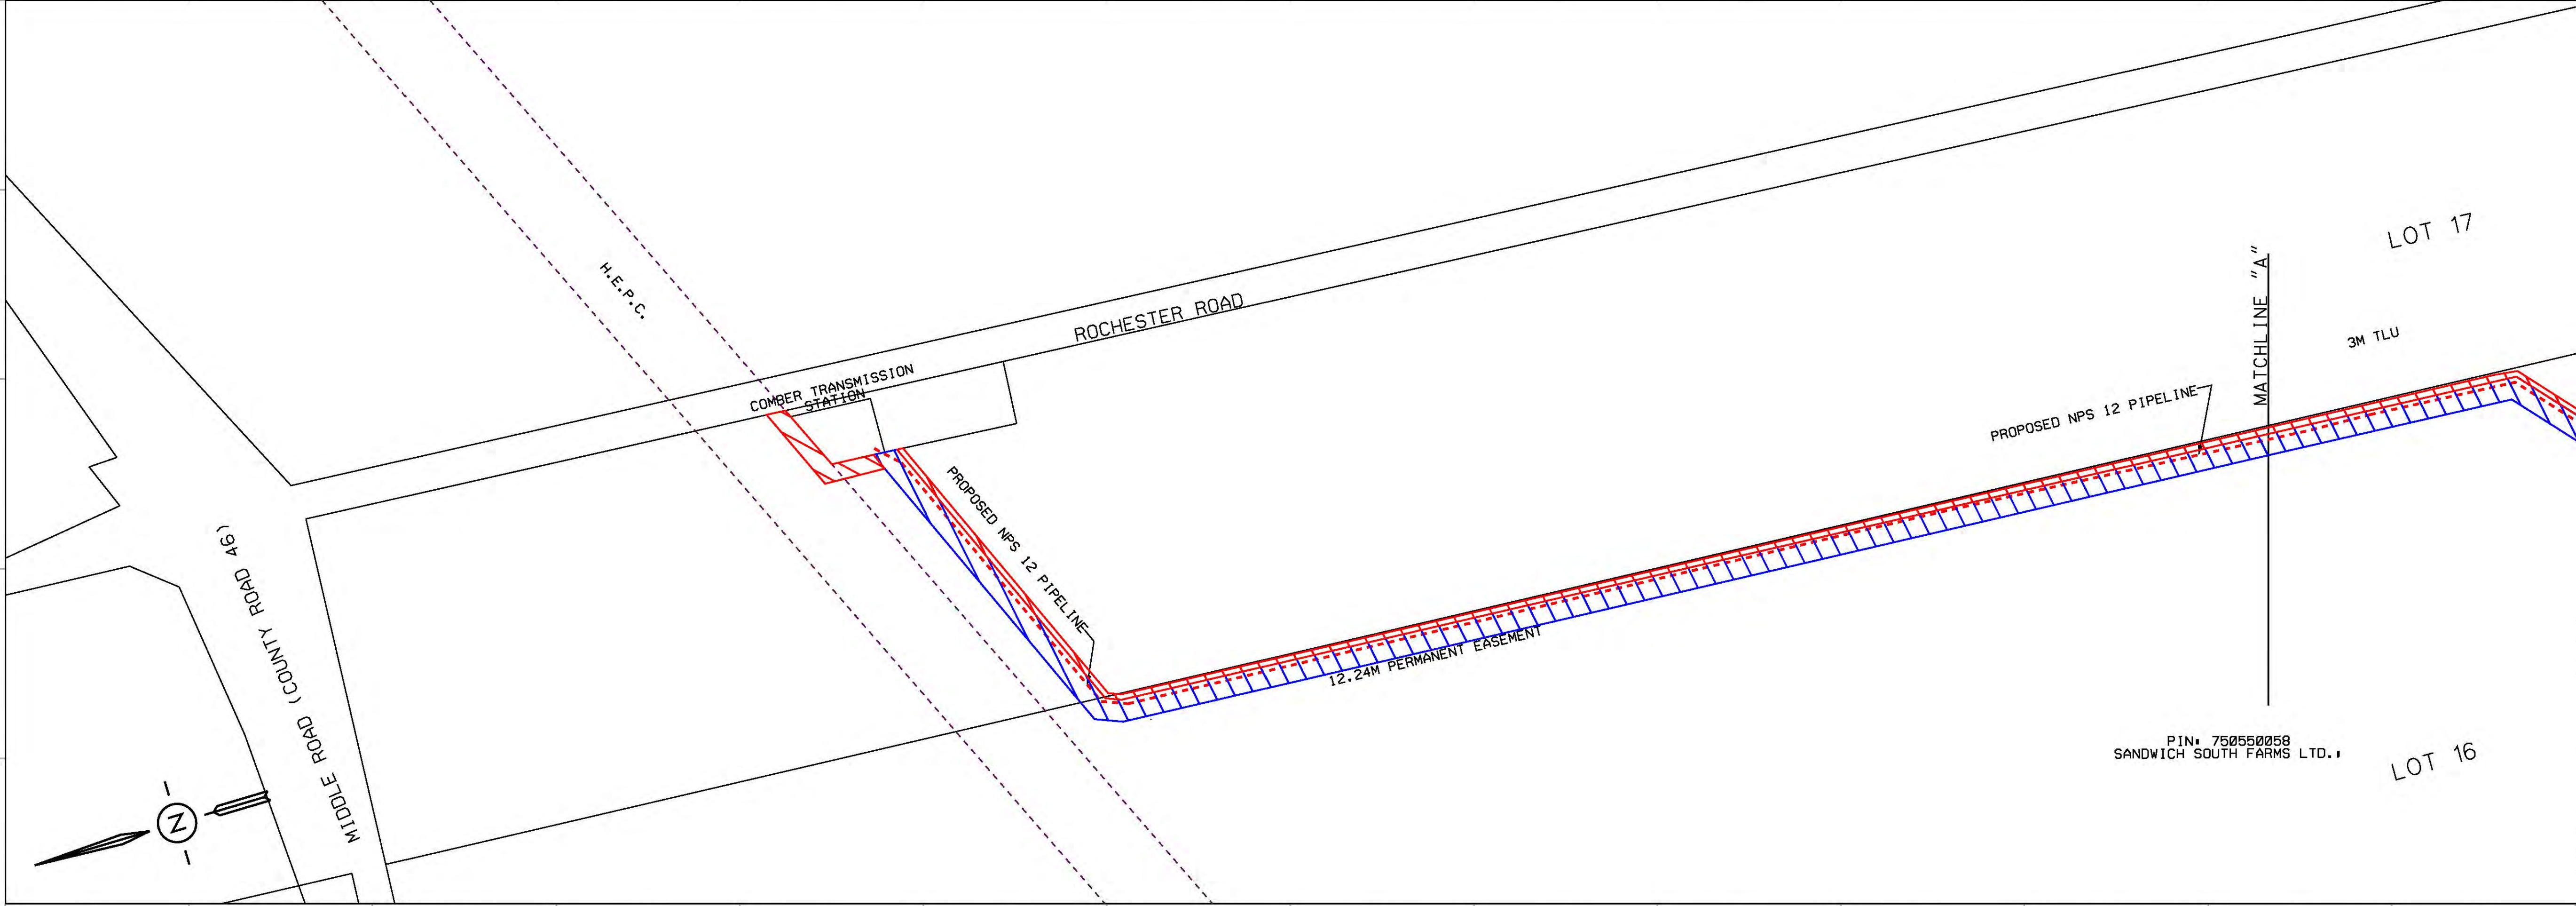 LOT 17
MATCHLINE "A"
H.E.P.C.
ROCHESTER ROAD
3M TLU
COMBER TRANSMISSION
STATION
PROPOSED NPS 12 PIPELINE
PROPOSED NPS 12 PIPELINE
MIDDLE ROAD (COUNTY ROAD 46)
12.24M PERMANENT EASEMENT
PIN: 750550058
SANDWICH SOUTH FARMS LTD.;
LOT 16
N